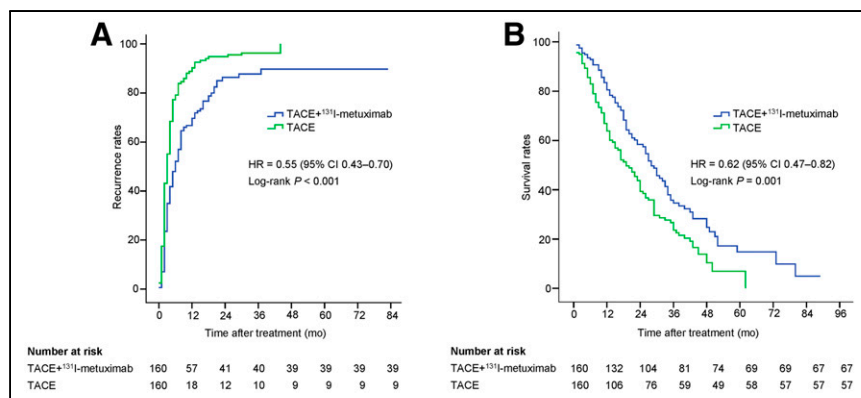 A
100
80
60
40
20
0
Recurrence rates
TACE+¹³¹I-metuximab
TACE
HR = 0.55 (95% CI 0.43–0.70)
Log-rank P < 0.001
0 12 24 36 48 60 72 84
Time after treatment (mo)
Number at risk
TACE+¹³¹I-metuximab 160 57 41 40 39 39 39 39
TACE 160 18 12 10 9 9 9 9
B
100
80
60
40
20
0
Survival rates
TACE+¹³¹I-metuximab
TACE
HR = 0.62 (95% CI 0.47–0.82)
Log-rank P = 0.001
0 12 24 36 48 60 72 84 96
Time after treatment (mo)
Number at risk
TACE+¹³¹I-metuximab 160 132 104 81 74 69 69 67 67
TACE 160 106 76 59 49 58 57 57 57